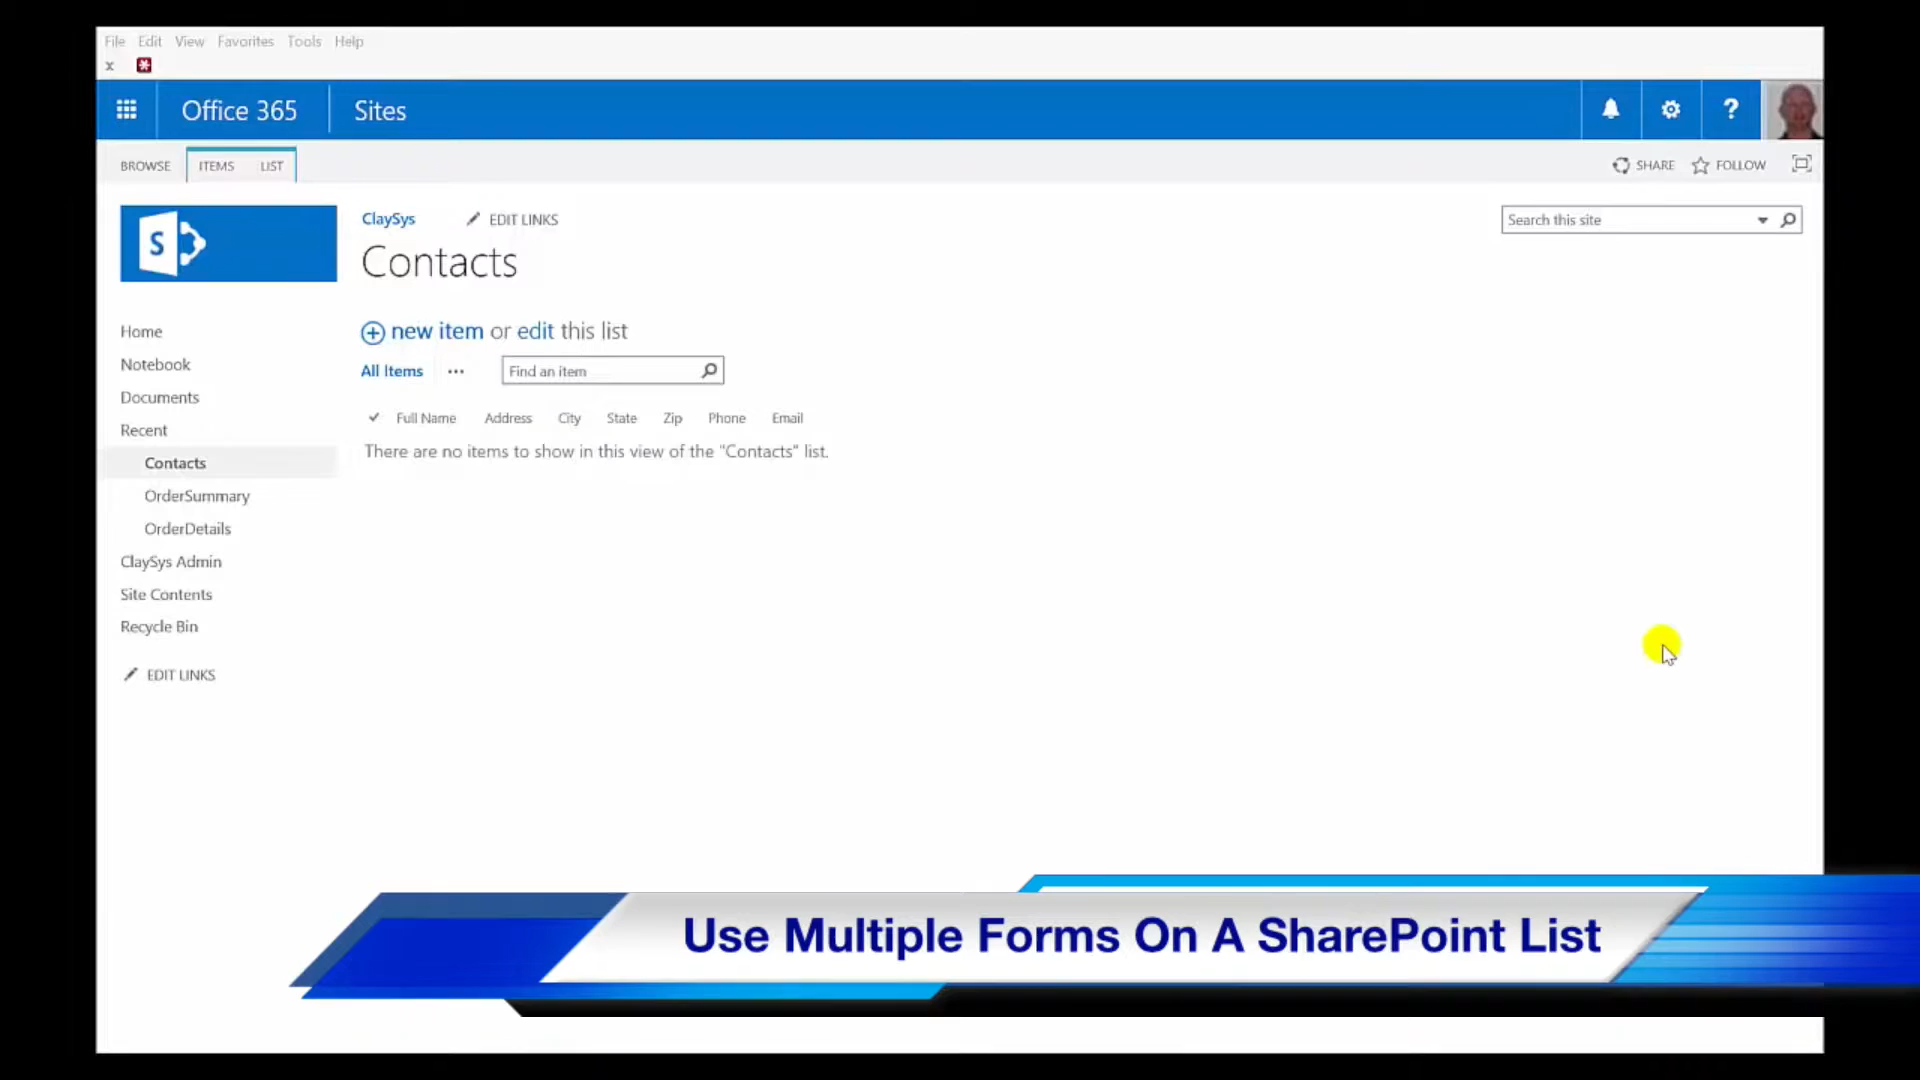 File Edit View Favorites Tools Help
x
Office 365 Sites ?
BROWSE ITEMS LIST SHARE FOLLOW
S
ClaySys EDIT LINKS
Search this site
Contacts
new item or edit this list
All Items ... Find an item
Full Name Address City State Zip Phone Email
There are no items to show in this view of the "Contacts" list.
Home
Notebook
Documents
Recent
Contacts
OrderSummary
OrderDetails
ClaySys Admin
Site Contents
Recycle Bin
EDIT LINKS
Use Multiple Forms On A SharePoint List